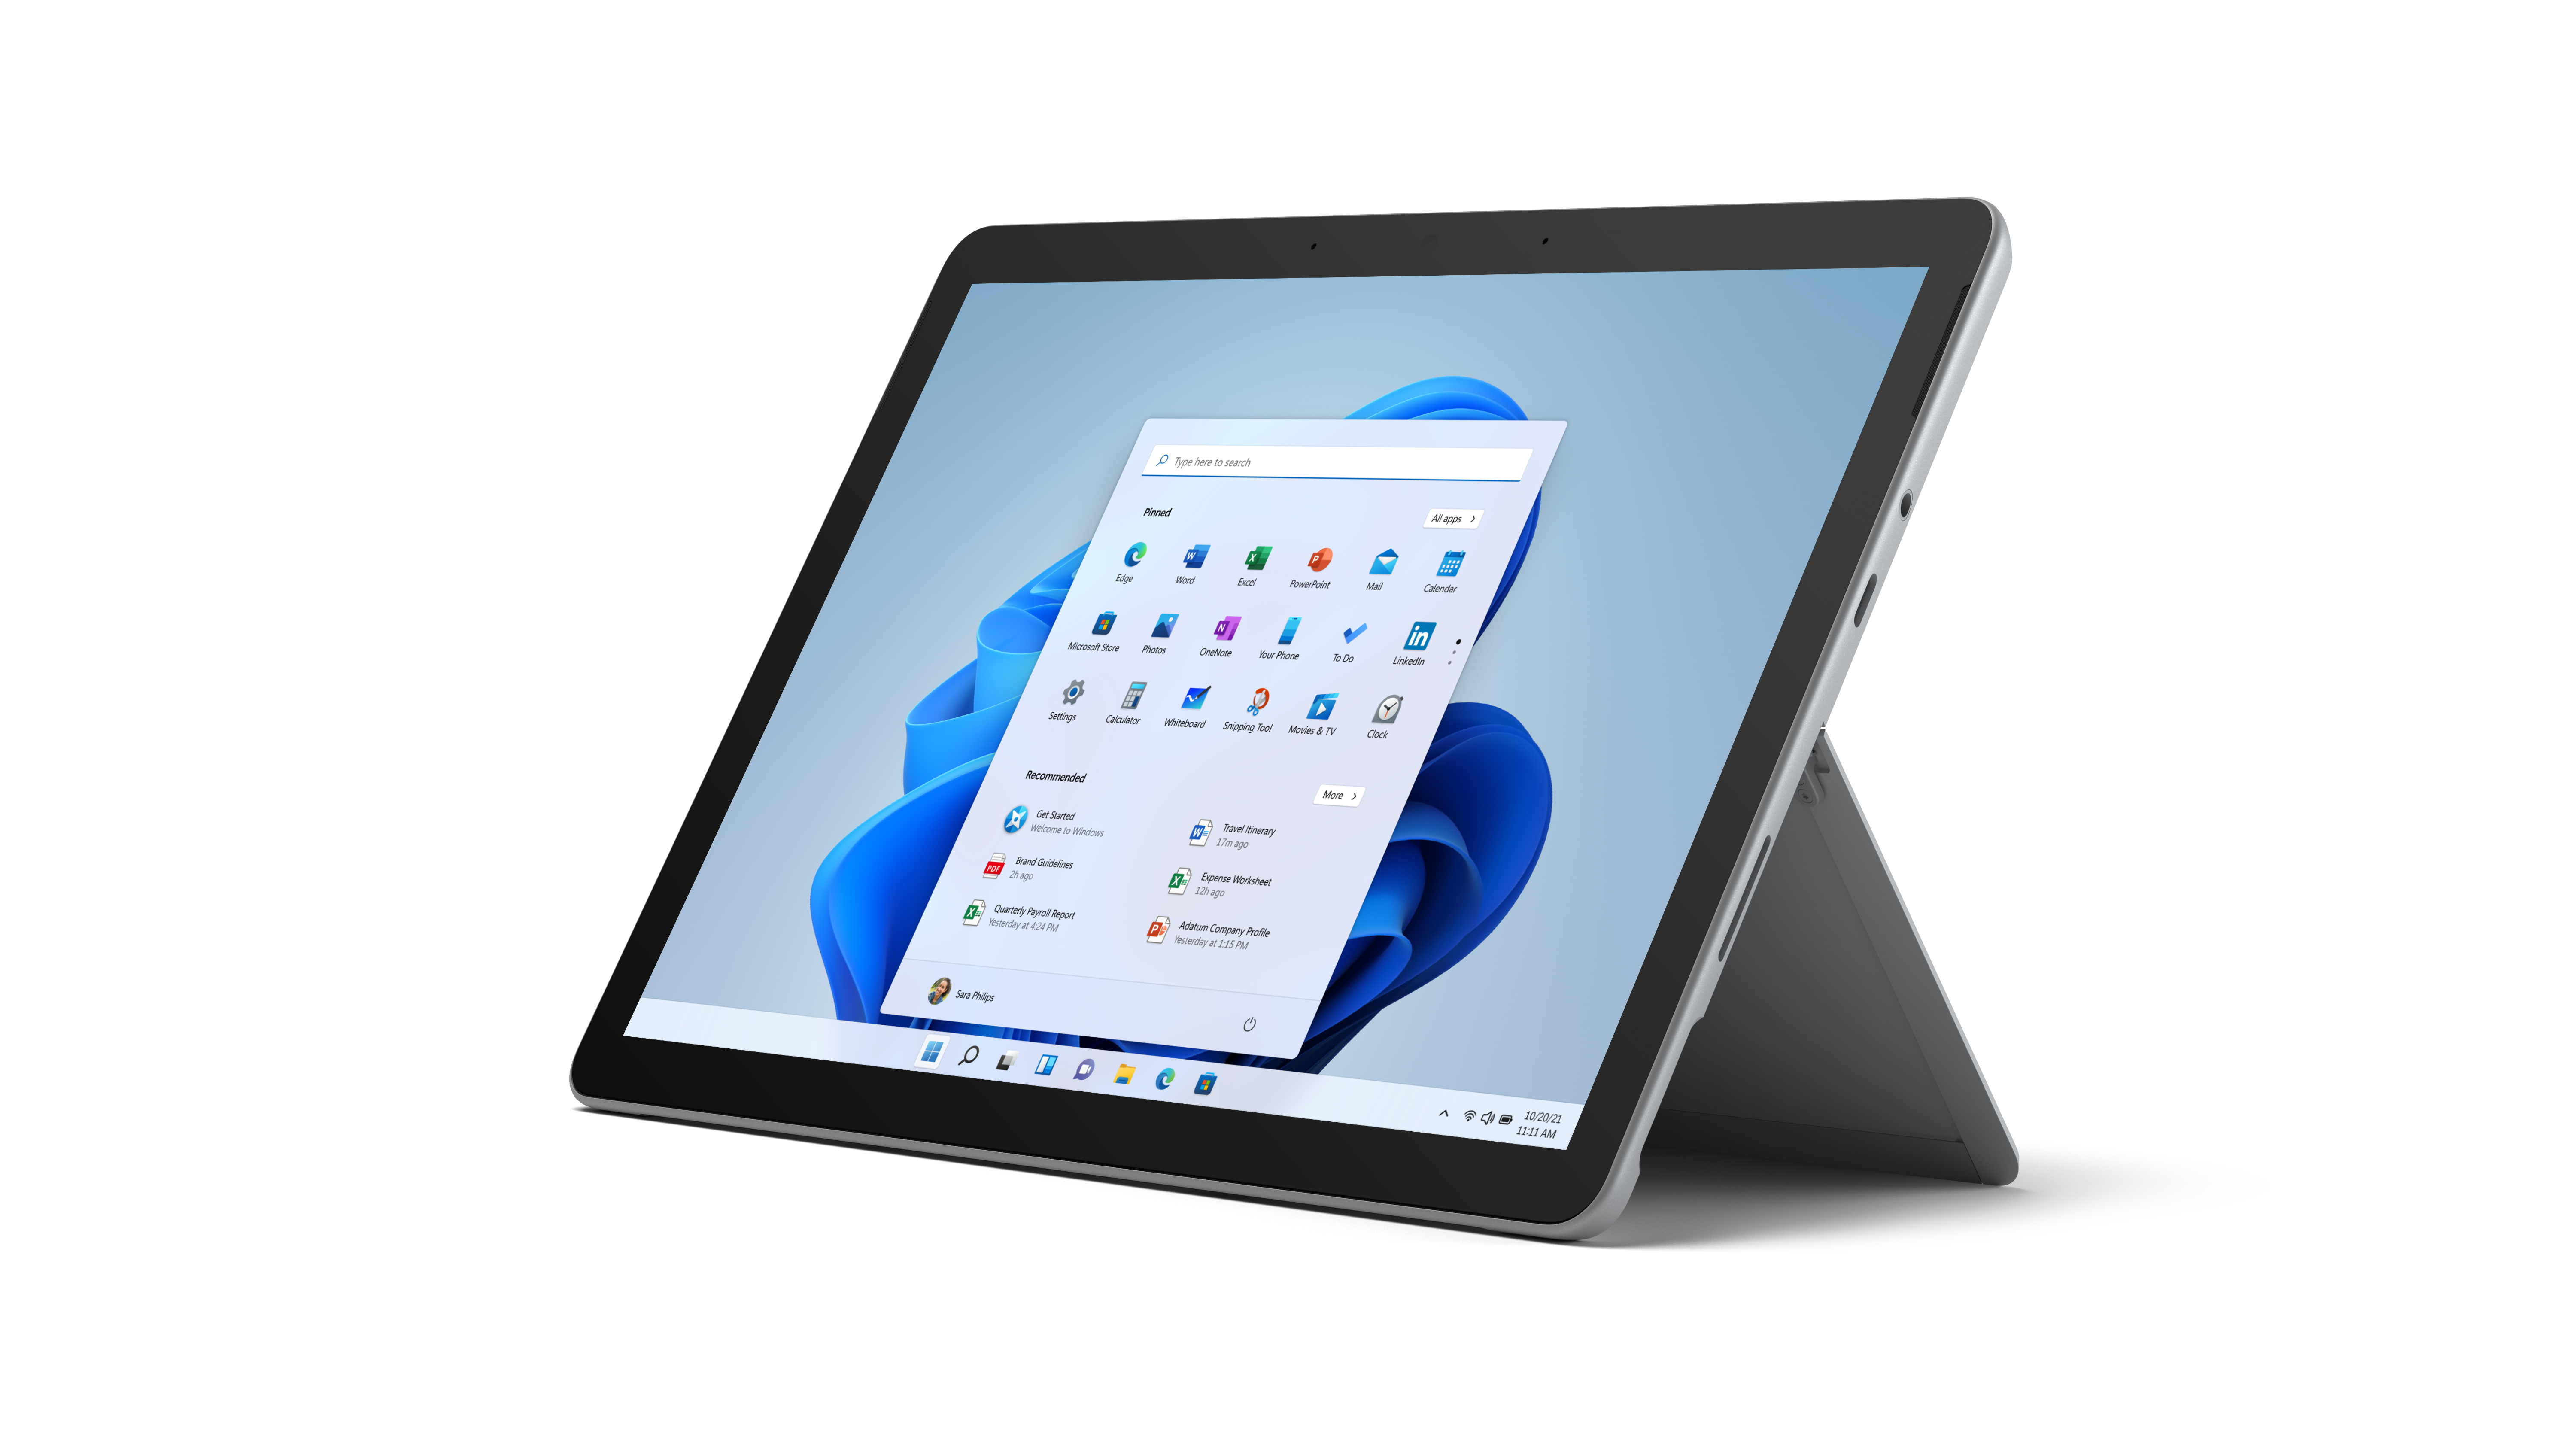 Type here to search
Pinned
All apps
Edge
Word
Excel
PowerPoint
Mail
Calendar
Microsoft Store
Photos
OneNote
Your Phone
To Do
LinkedIn
Settings
Calculator
Whiteboard
Snipping Tool
Movies & TV
Clock
Recommended
More
Get Started
Welcome to Windows
Travel Itinerary
17m ago
Brand Guidelines
2h ago
Expense Worksheet
12h ago
Quarterly Payroll Report
Yesterday at 4:24 PM
Adatum Company Profile
Yesterday at 1:15 PM
Sara Philips
10/20/21
11:11 AM
W
X
P
N
in
W
PDF
X
X
P